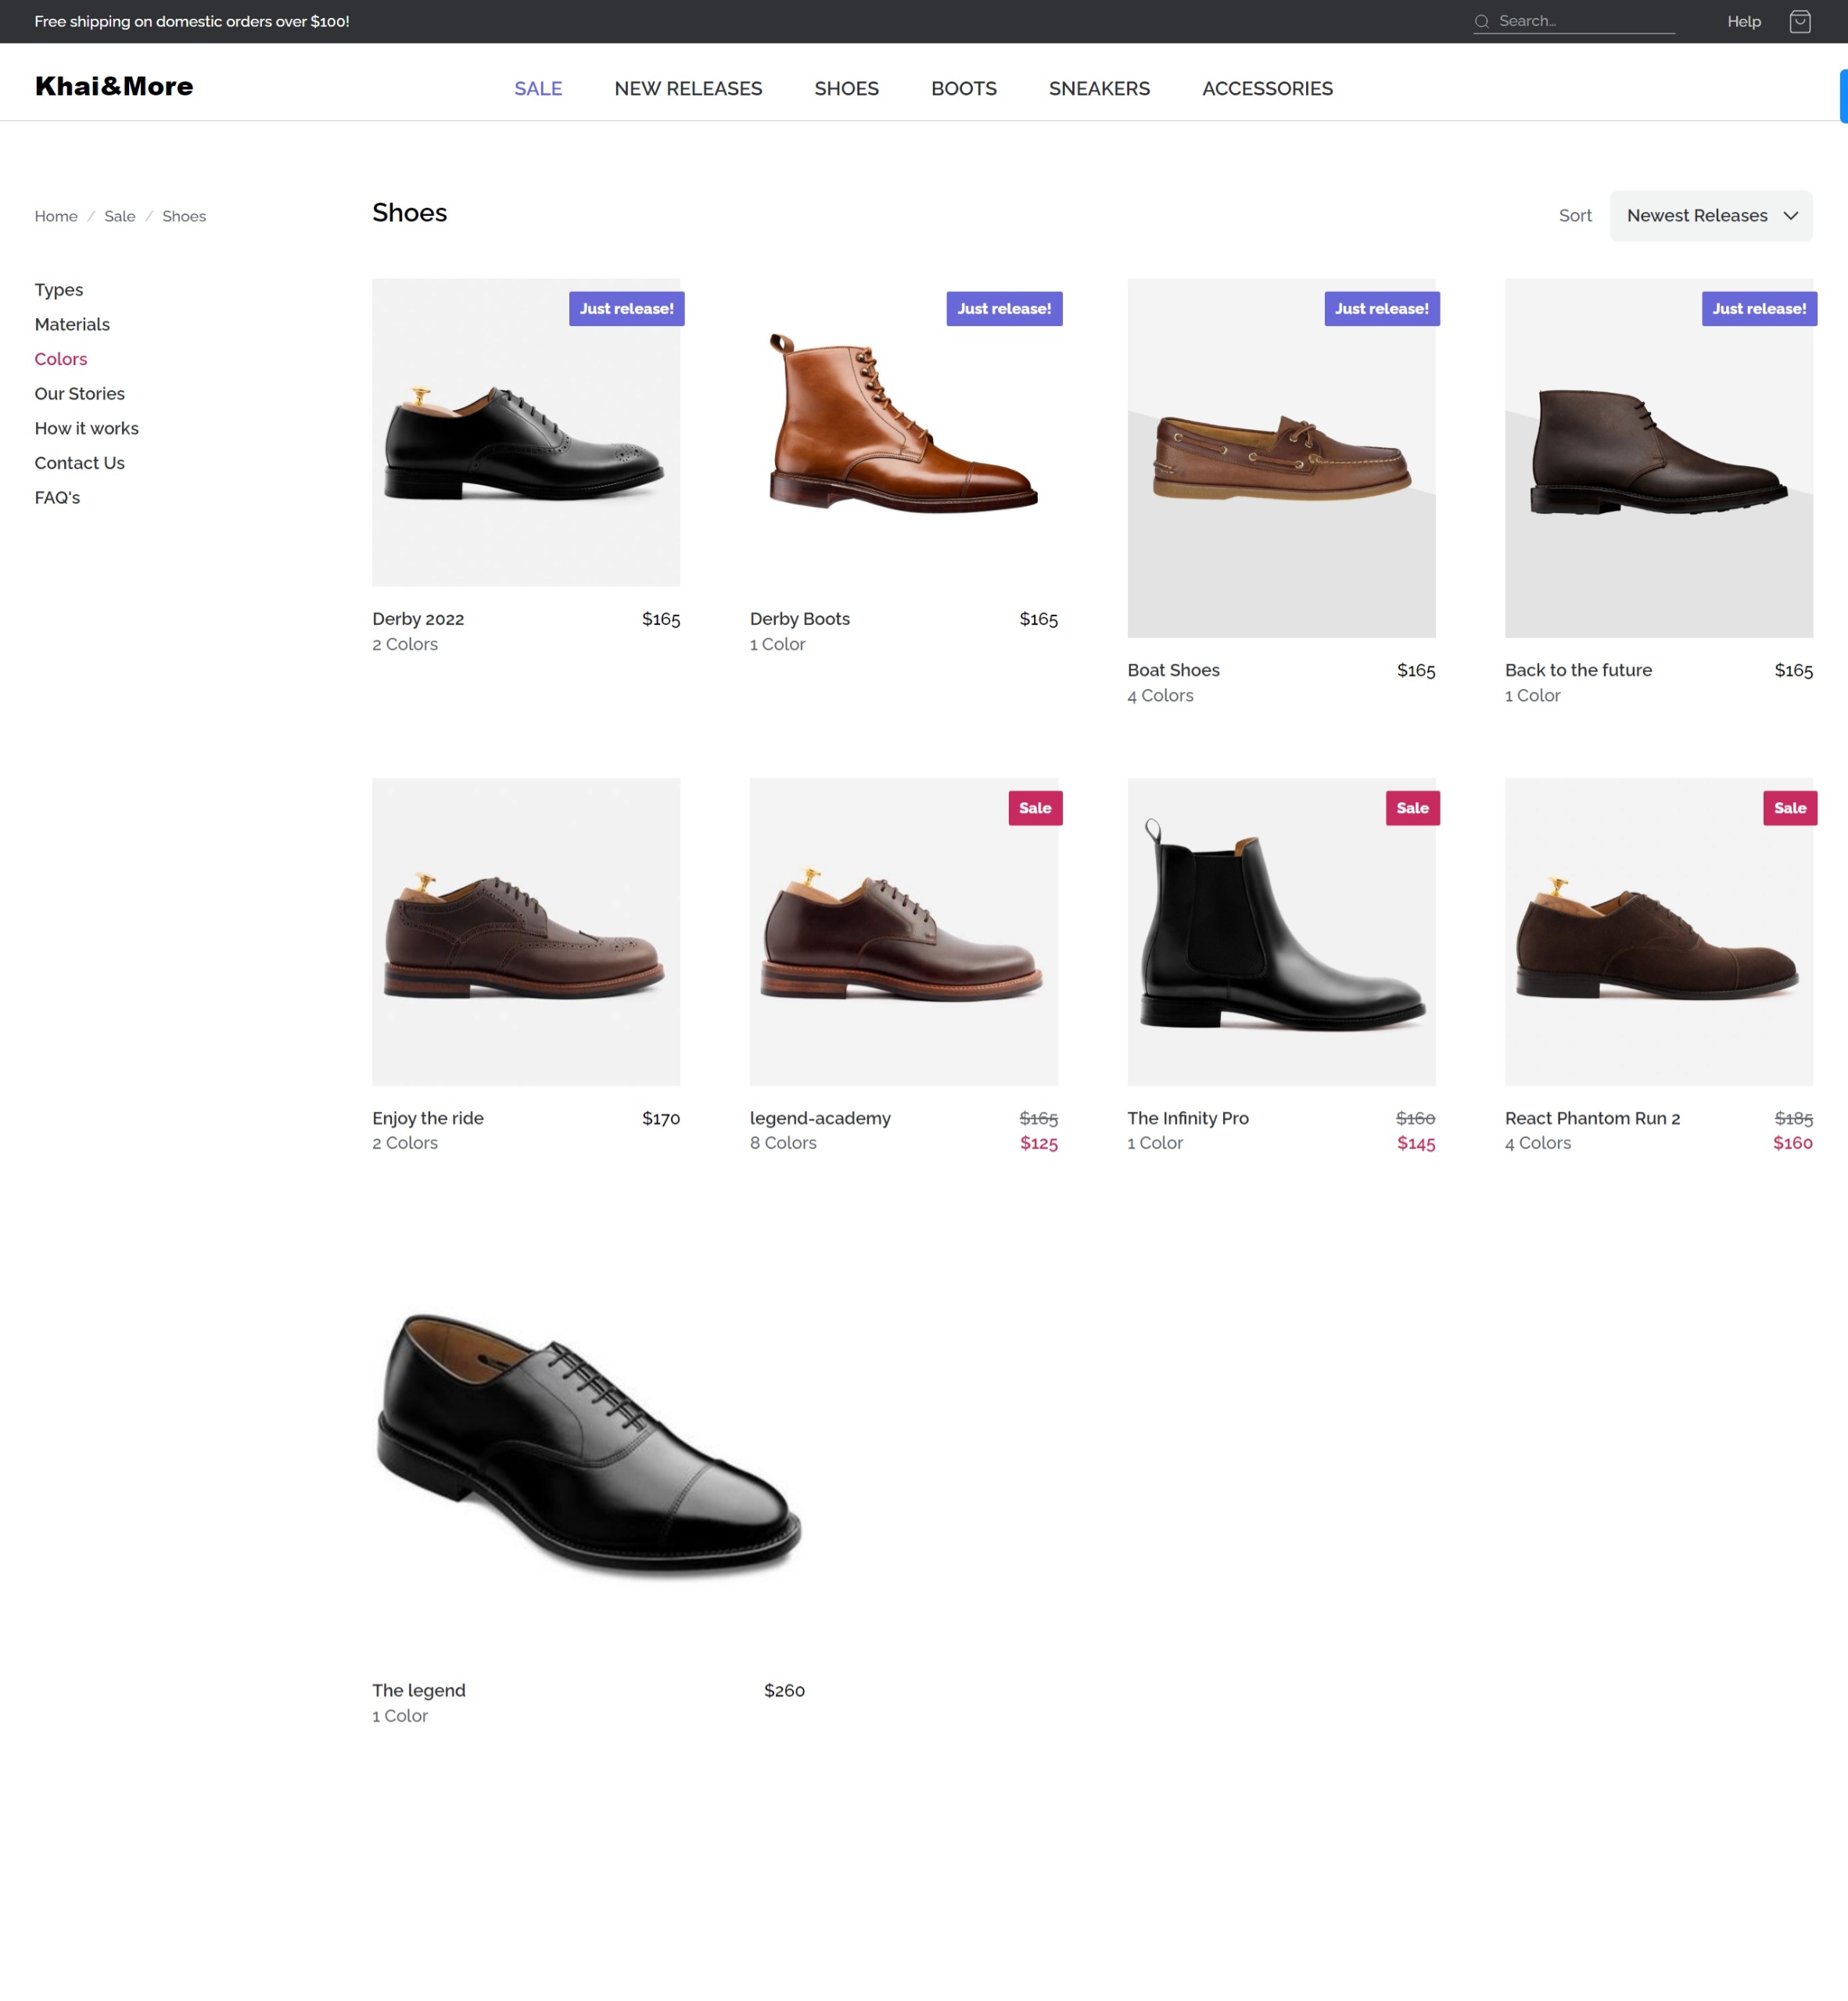 Free shipping on domestic orders over $100!
Search...
Help
Khai&More
SALE
NEW RELEASES
SHOES
BOOTS
SNEAKERS
ACCESSORIES
Home / Sale / Shoes
Shoes
Sort
Newest Releases
Types
Materials
Colors
Our Stories
How it works
Contact Us
FAQ's
Just release!
Derby 2022 $165
2 Colors
Just release!
Derby Boots $165
1 Color
Just release!
Boat Shoes $165
4 Colors
Just release!
Back to the future $165
1 Color
Enjoy the ride $170
2 Colors
Sale
legend-academy $165
8 Colors $125
Sale
The Infinity Pro $160
1 Color $145
Sale
React Phantom Run 2 $185
4 Colors $160
The legend $260
1 Color